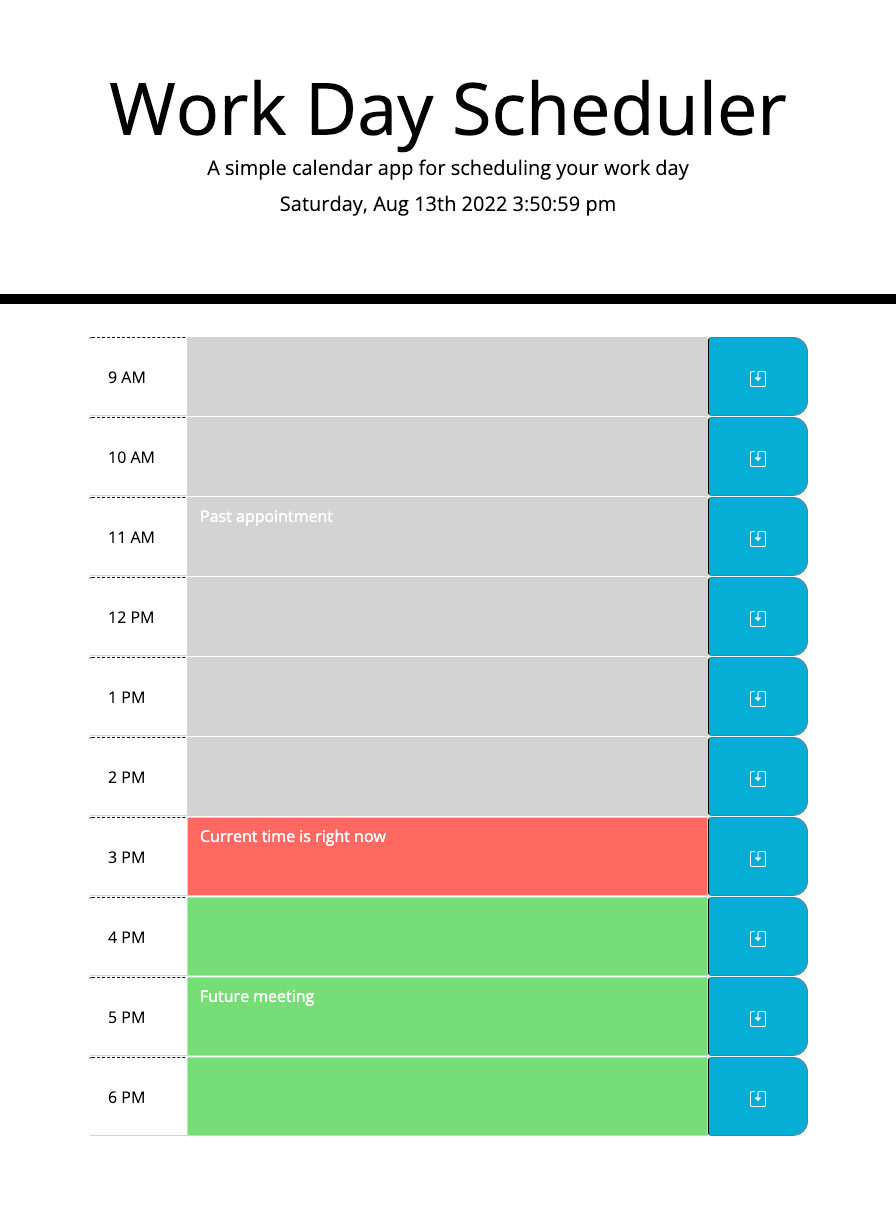 Work Day Scheduler
A simple calendar app for scheduling your work day
Saturday, Aug 13th 2022 3:50:59 pm
9 AM
10 AM
11 AM Past appointment
12 PM
1 PM
2 PM
3 PM Current time is right now
4 PM
5 PM Future meeting
6 PM